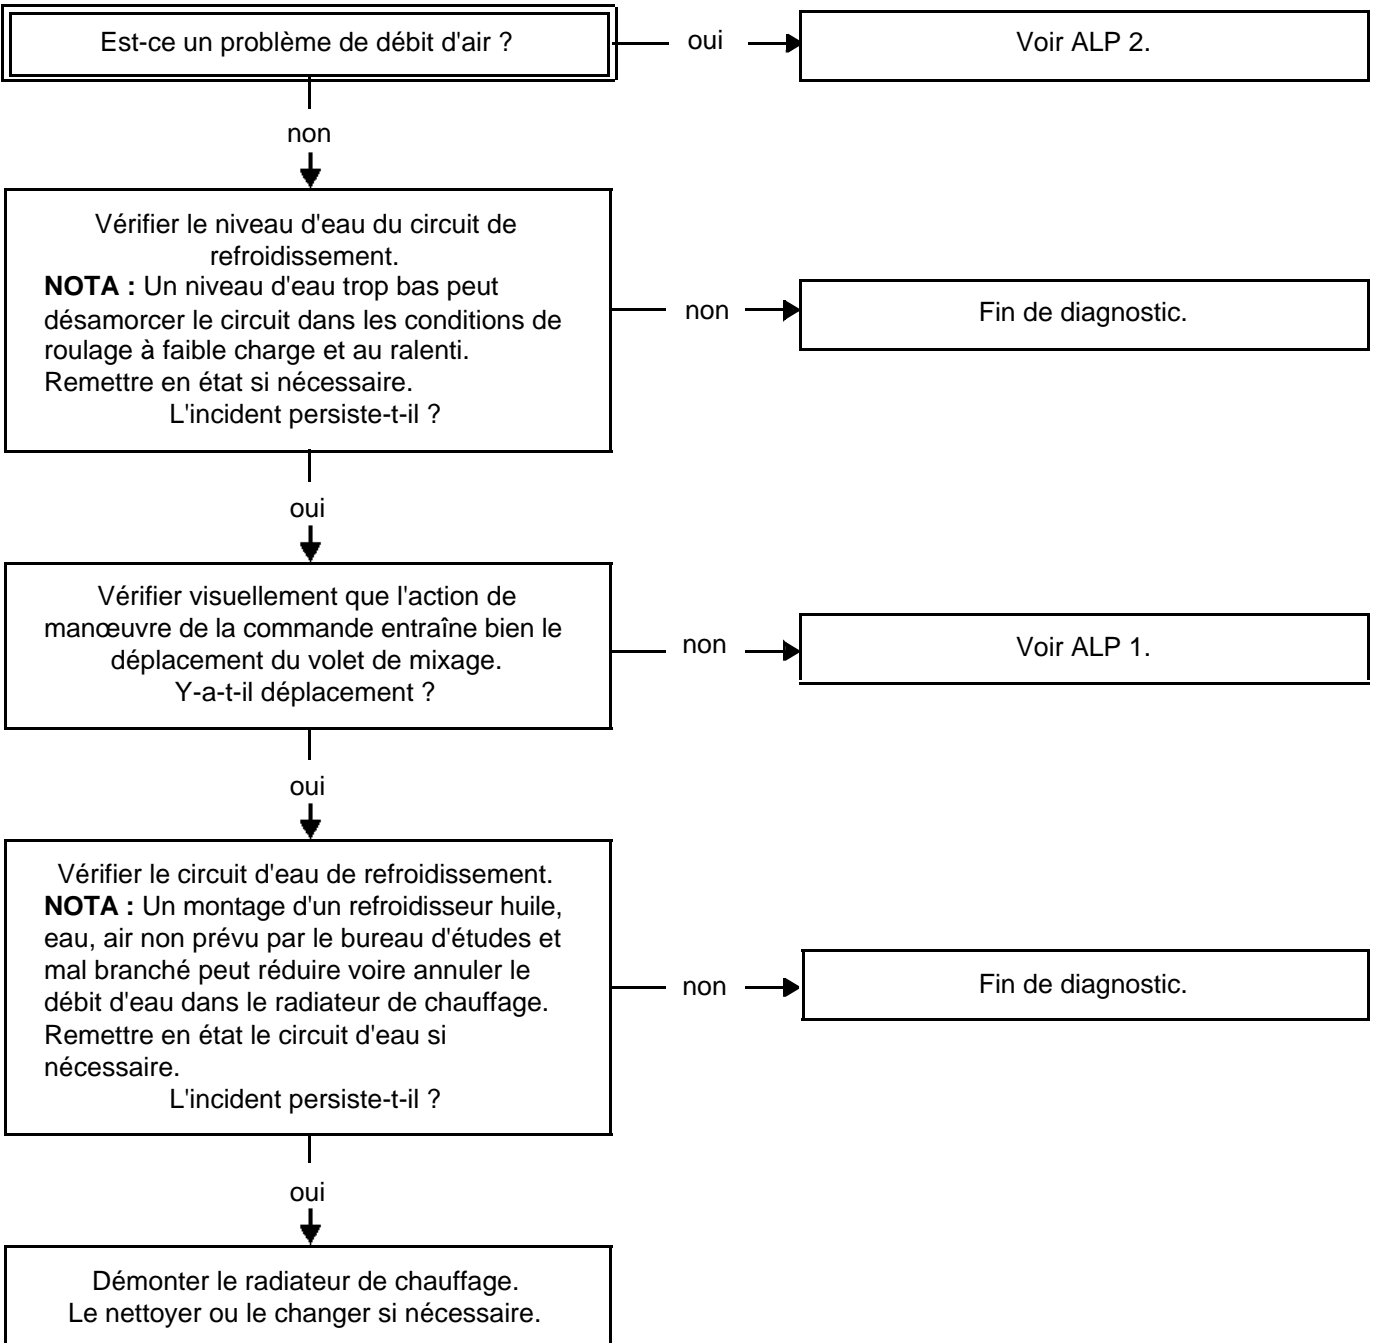 Est-ce un problème de débit d'air ?
oui
Voir ALP 2.
non
Vérifier le niveau d'eau du circuit de
refroidissement.
NOTA : Un niveau d'eau trop bas peut
désamorcer le circuit dans les conditions de
roulage à faible charge et au ralenti.
Remettre en état si nécessaire.
L'incident persiste-t-il ?
non
Fin de diagnostic.
oui
Vérifier visuellement que l'action de
manœuvre de la commande entraîne bien le
déplacement du volet de mixage.
Y-a-t-il déplacement ?
non
Voir ALP 1.
oui
Vérifier le circuit d'eau de refroidissement.
NOTA : Un montage d'un refroidisseur huile,
eau, air non prévu par le bureau d'études et
mal branché peut réduire voire annuler le
débit d'eau dans le radiateur de chauffage.
Remettre en état le circuit d'eau si
nécessaire.
L'incident persiste-t-il ?
non
Fin de diagnostic.
oui
Démonter le radiateur de chauffage.
Le nettoyer ou le changer si nécessaire.